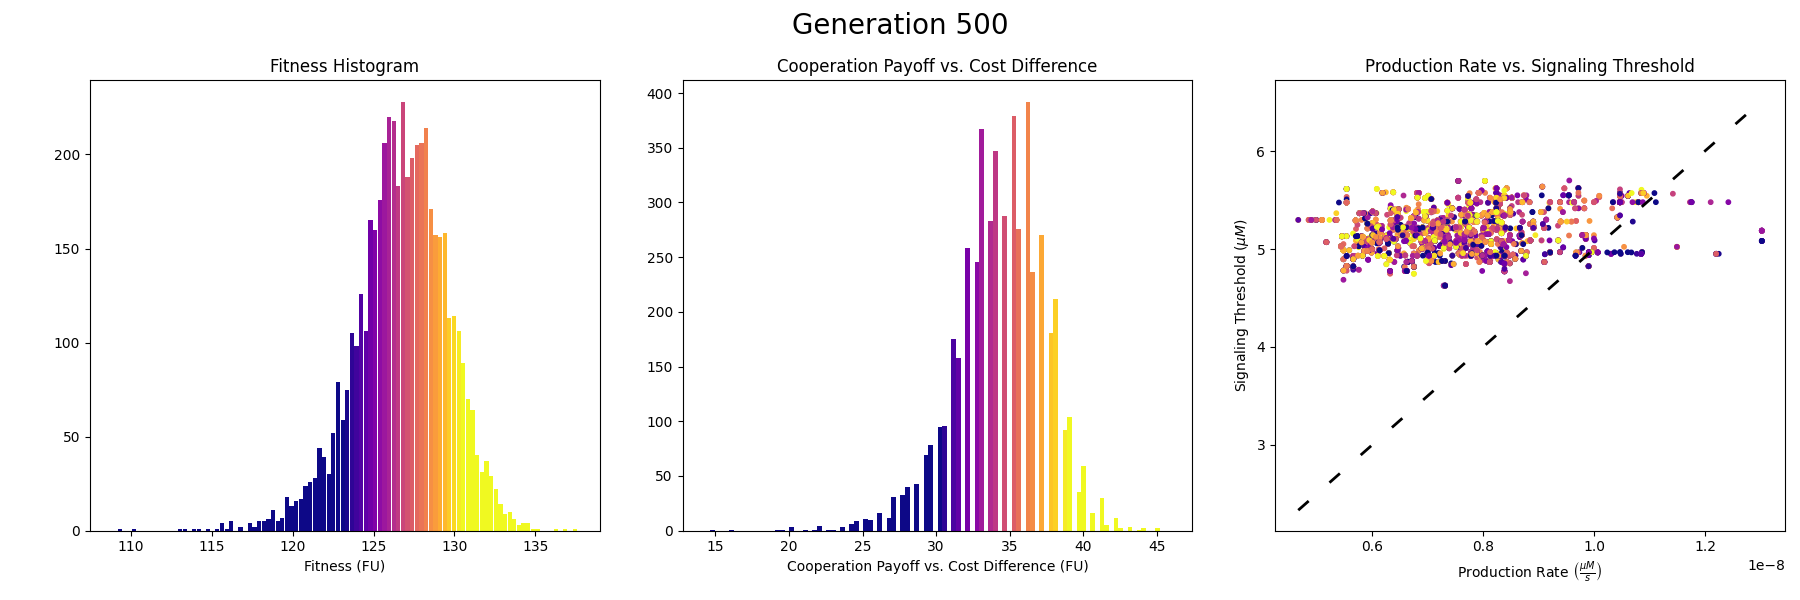 Generation 500
Fitness Histogram
200
150
100
50
0
110 115 120 125 130 135
Fitness (FU)
Cooperation Payoff vs. Cost Difference
400
350
300
250
200
150
100
50
0
15 20 25 30 35 40 45
Cooperation Payoff vs. Cost Difference (FU)
Production Rate vs. Signaling Threshold
Signaling Threshold (μM)
6
5
4
3
0.6 0.8 1.0 1.2
1e−8
Production Rate (μM/s)